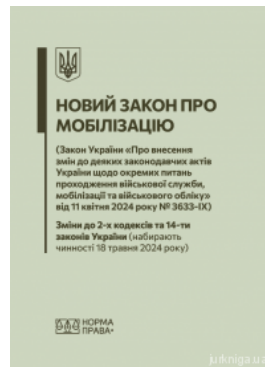 НОВИЙ ЗАКОН ПРО
МОБІЛІЗАЦІЮ
(Закон України «Про внесення
змін до деяких законодавчих актів
України щодо окремих питань
проходження військової служби,
мобілізації та військового обліку»
від 11 квітня 2024 року № 3633-IX)
Зміни до 2-х кодексів та 14-ти
законів України (набирають
чинності 18 травня 2024 року)
НОРМА
ПРАВА
jurkniga.ua